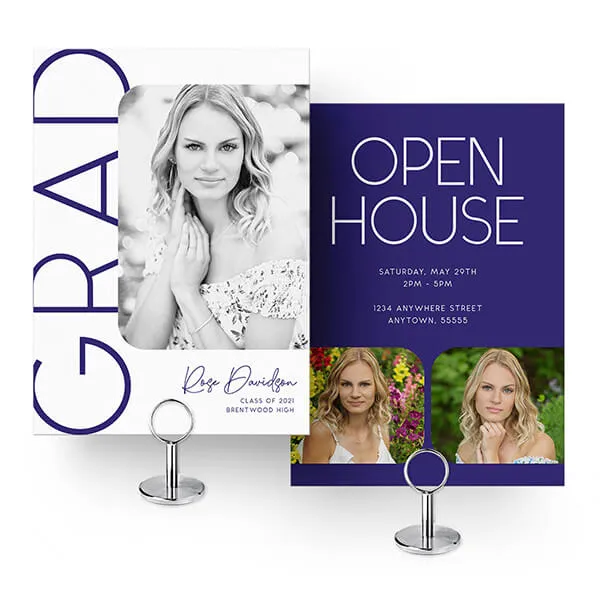 GRAD
Rose Davidson
CLASS OF 2021
BRENTWOOD HIGH
OPEN
HOUSE
SATURDAY, MAY 29TH
2PM - 5PM
1234 ANYWHERE STREET
ANYTOWN, 55555